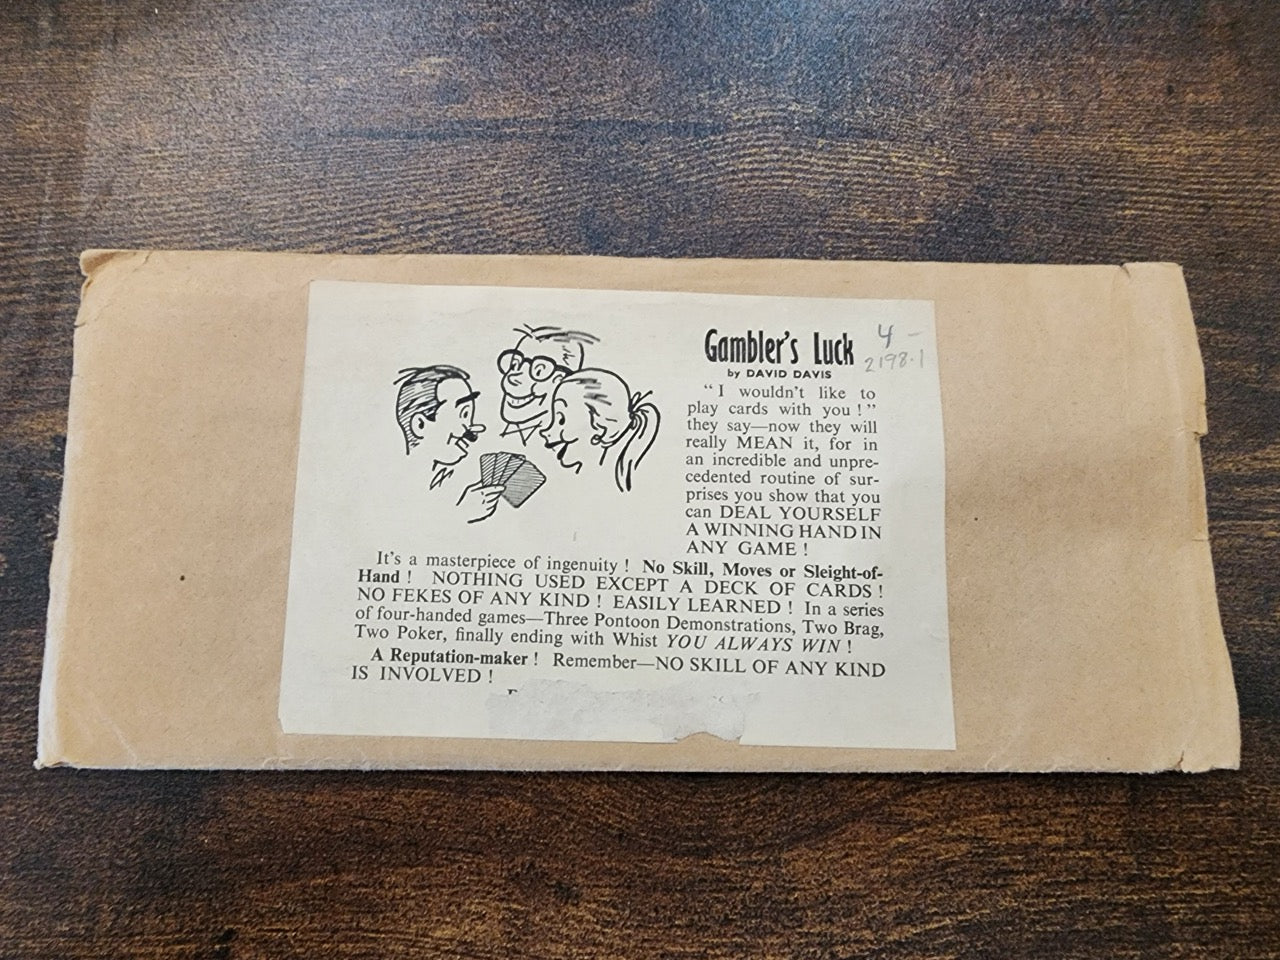 Gambler's Luck
4 -
2198.1
by DAVID DAVIS
" I wouldn't like to
play cards with you ! "
they say—now they will
really MEAN it, for in
an incredible and unpre-
cedented routine of sur-
prises you show that you
can DEAL YOURSELF
A WINNING HAND IN
ANY GAME !
It's a masterpiece of ingenuity ! No Skill, Moves or Sleight-of-
Hand ! NOTHING USED EXCEPT A DECK OF CARDS !
NO FEKES OF ANY KIND ! EASILY LEARNED ! In a series
of four-handed games—Three Pontoon Demonstrations, Two Brag,
Two Poker, finally ending with Whist YOU ALWAYS WIN !
A Reputation-maker ! Remember—NO SKILL OF ANY KIND
IS INVOLVED !